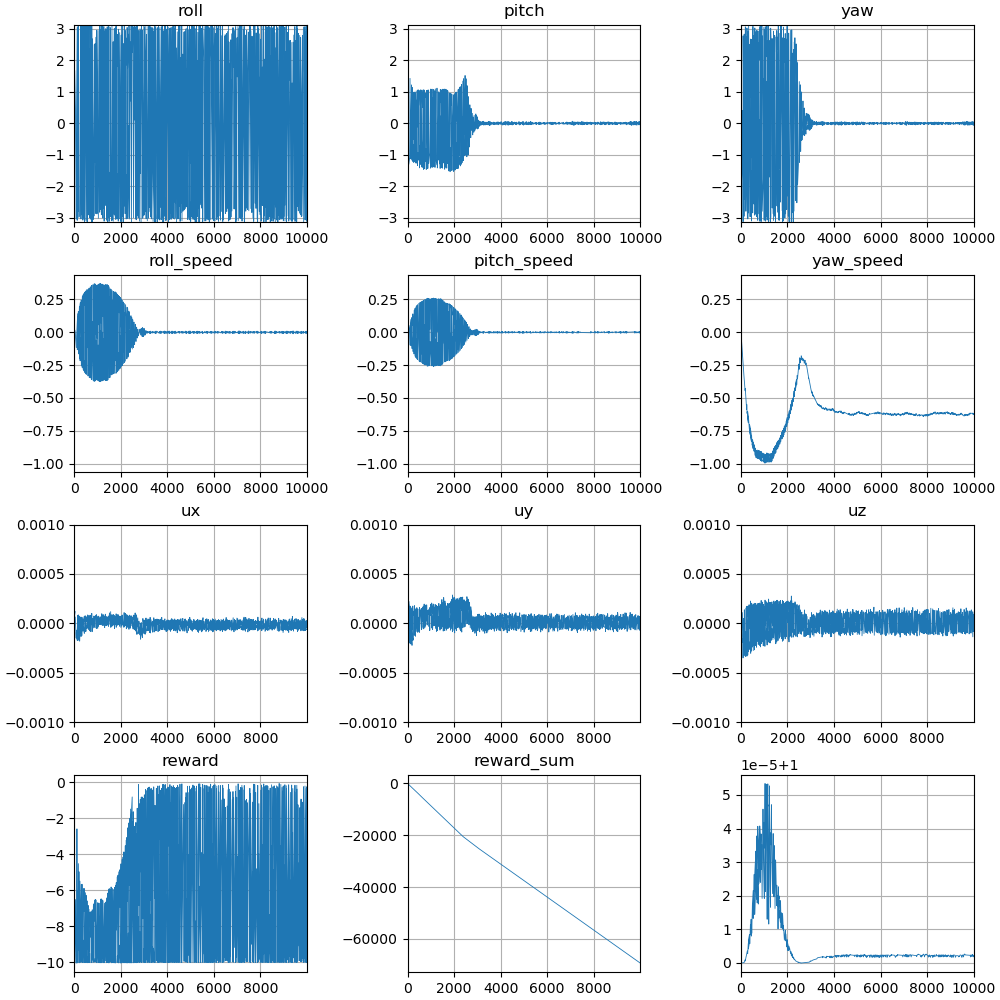 roll pitch yaw
3 3 3
2 2 2
1 1 1
0 0 0
−1 −1 −1
−2 −2 −2
−3 −3 −3
0 2000 4000 6000 8000 10000 0 2000 4000 6000 8000 10000 0 2000 4000 6000 8000 10000
roll_speed pitch_speed yaw_speed
0.25 0.25 0.25
0.00 0.00 0.00
−0.25 −0.25 −0.25
−0.50 −0.50 −0.50
−0.75 −0.75 −0.75
−1.00 −1.00 −1.00
0 2000 4000 6000 8000 10000 0 2000 4000 6000 8000 10000 0 2000 4000 6000 8000 10000
ux uy uz
0.0010 0.0010 0.0010
0.0005 0.0005 0.0005
0.0000 0.0000 0.0000
−0.0005 −0.0005 −0.0005
−0.0010 −0.0010 −0.0010
0 2000 4000 6000 8000 0 2000 4000 6000 8000 0 2000 4000 6000 8000
reward reward_sum 1e−5+1
0 0 5
−2 −20000 4
−4 −40000 3
−6 −60000 2
−8 1
−10 0
0 2000 4000 6000 8000 0 2000 4000 6000 8000 0 2000 4000 6000 8000